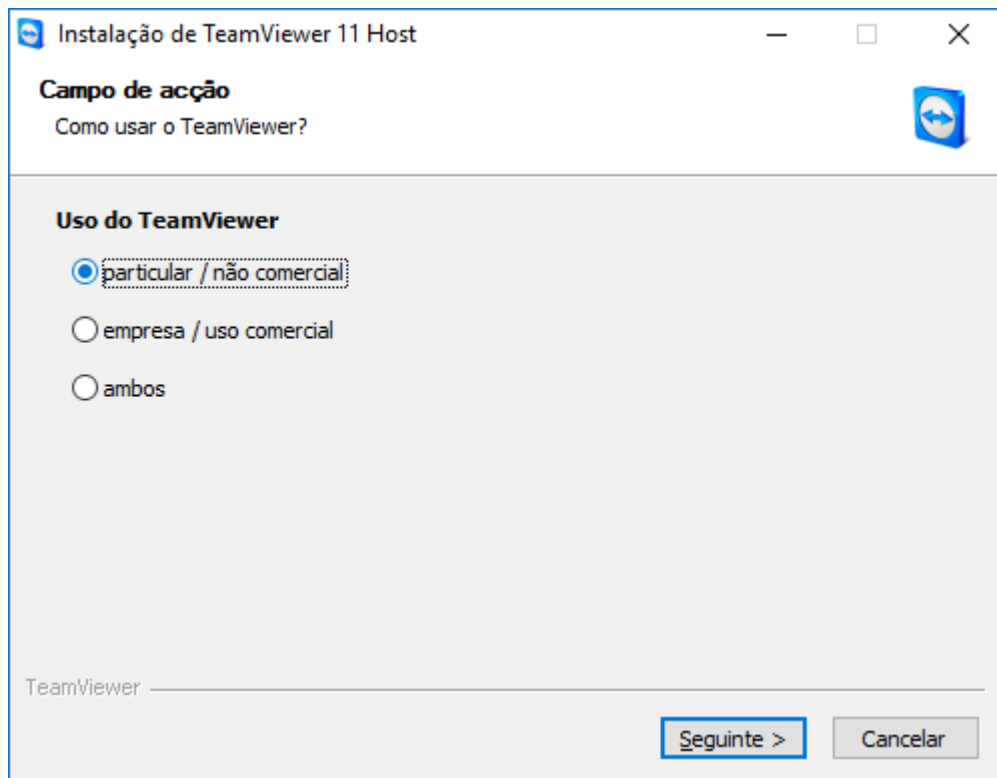 Instalação de TeamViewer 11 Host
Campo de acção
Como usar o TeamViewer?
Uso do TeamViewer
particular / não comercial
empresa / uso comercial
ambos
TeamViewer
Seguinte > Cancelar